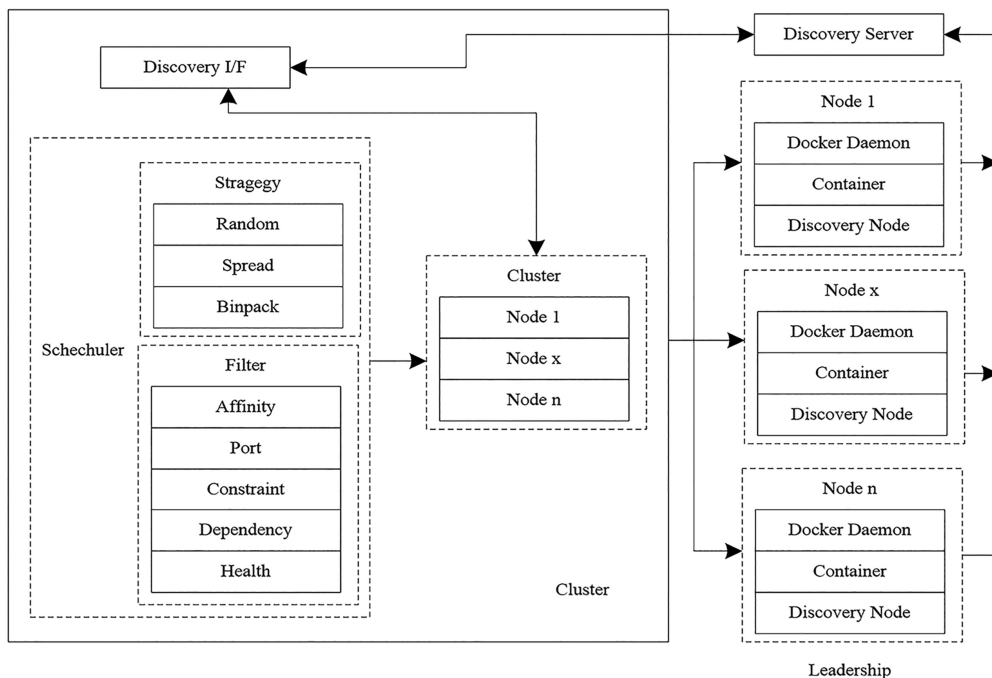 Discovery I/F
Discovery Server
Schechuler
Stragegy
Random
Spread
Binpack
Filter
Affinity
Port
Constraint
Dependency
Health
Cluster
Node 1
Node x
Node n
Cluster
Node 1
Docker Daemon
Container
Discovery Node
Node x
Docker Daemon
Container
Discovery Node
Node n
Docker Daemon
Container
Discovery Node
Leadership